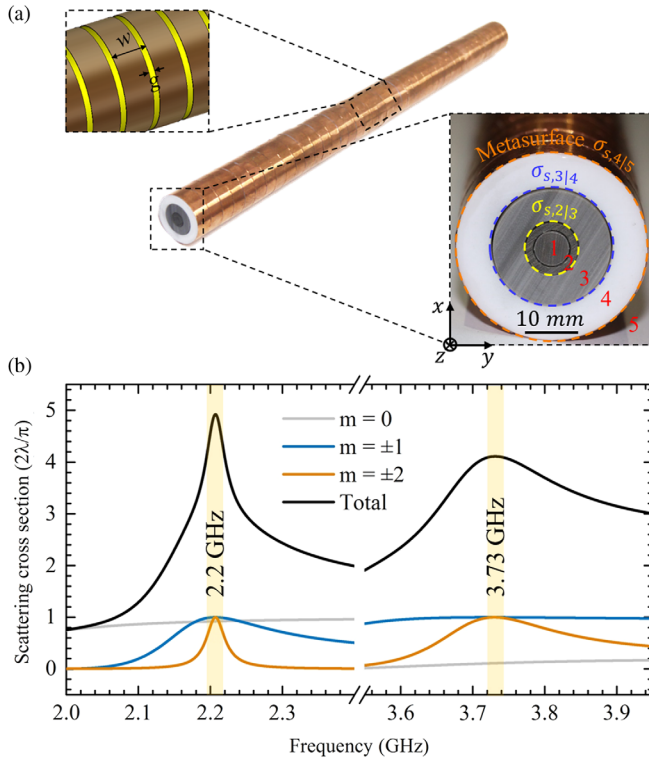 (a)
w
g
Metasurface σs,4|5
σs,3|4
σs,2|3
1
2
3
4
5
10 mm
x
z
y
(b)
Scattering cross section (2λ/π)
5
4
3
2
1
0
m = 0
m = ±1
m = ±2
Total
2.2 GHz
3.73 GHz
2.0 2.1 2.2 2.3 3.6 3.7 3.8 3.9
Frequency (GHz)